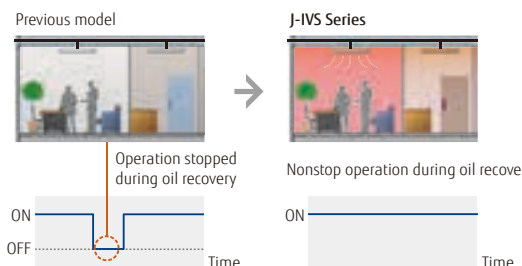 Previous model
J-IVS Series
Operation stopped
during oil recovery
Nonstop operation during oil recove
ON
OFF
Time
ON
Time